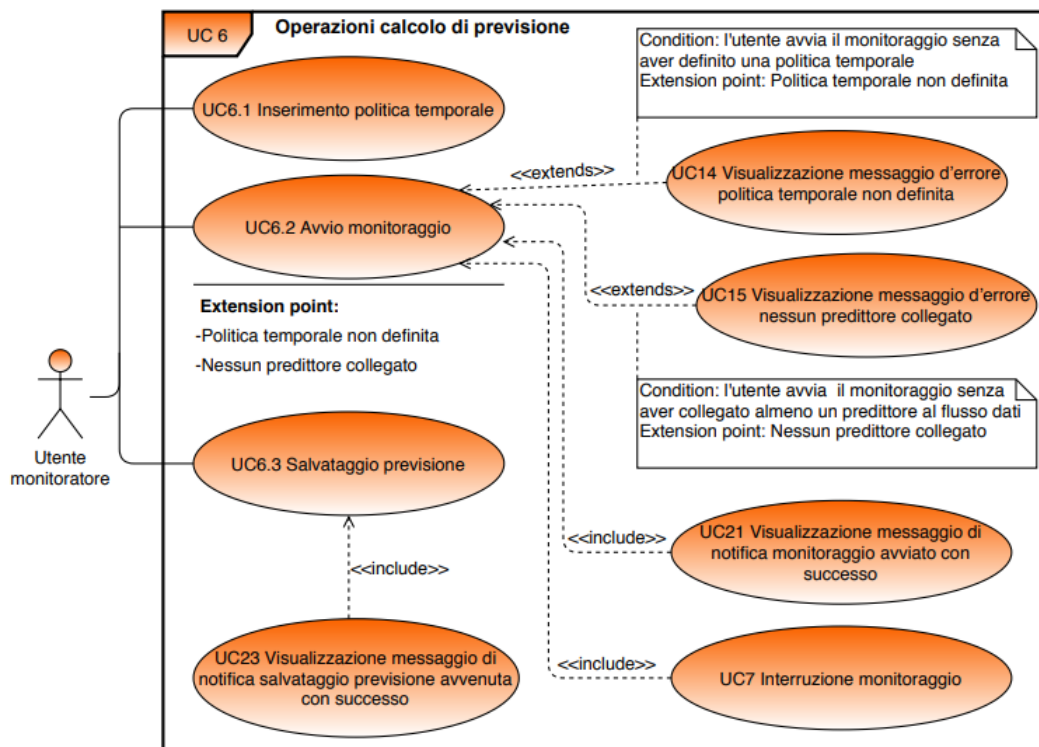 UC 6
Operazioni calcolo di previsione
Condition: l'utente avvia il monitoraggio senza
aver definito una politica temporale
Extension point: Politica temporale non definita
UC6.1 Inserimento politica temporale
<<extends>>
UC14 Visualizzazione messaggio d'errore
politica temporale non definita
UC6.2 Avvio monitoraggio
<<extends>>
UC15 Visualizzazione messaggio d'errore
nessun predittore collegato
Extension point:
-Politica temporale non definita
-Nessun predittore collegato
Condition: l'utente avvia  il monitoraggio senza
aver collegato almeno un predittore al flusso dati
Extension point: Nessun predittore collegato
Utente
monitoratore
UC6.3 Salvataggio previsione
<<include>>
UC21 Visualizzazione messaggio di
notifica monitoraggio avviato con
successo
<<include>>
UC23 Visualizzazione messaggio di
notifica salvataggio previsione avvenuta
con successo
<<include>>
UC7 Interruzione monitoraggio